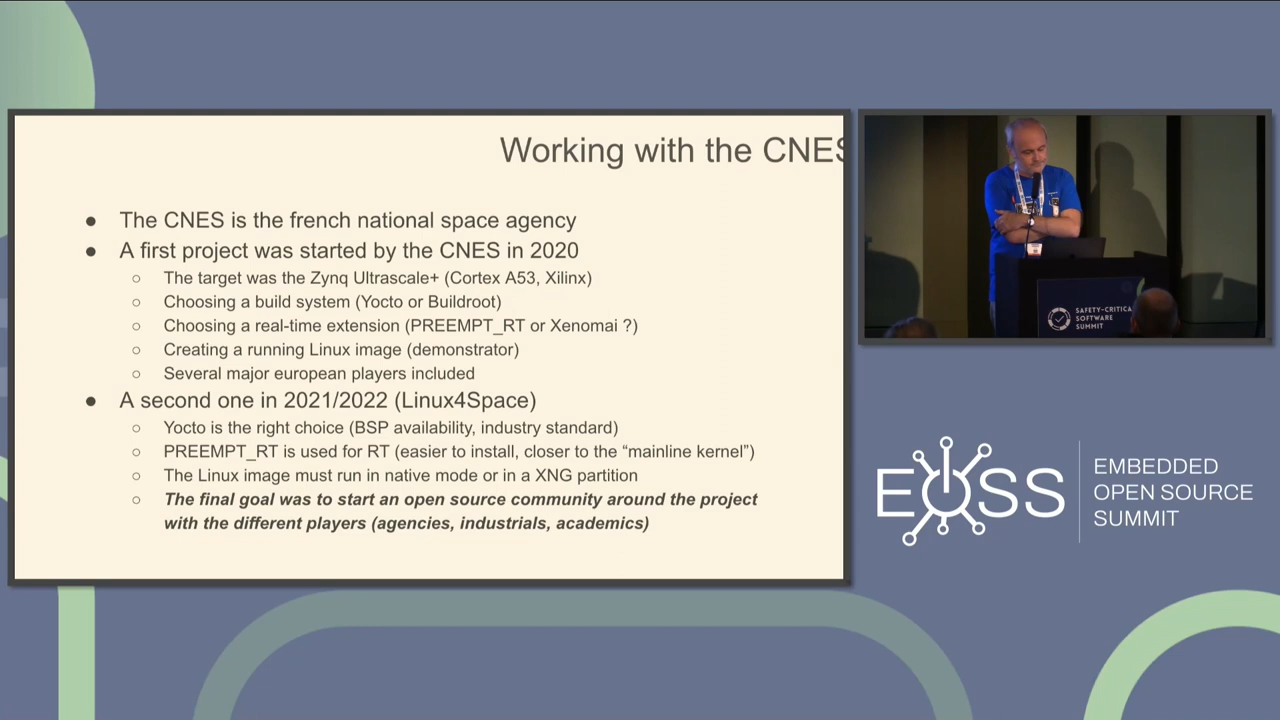 Working with the CNES
The CNES is the french national space agency
A first project was started by the CNES in 2020
The target was the Zynq Ultrascale+ (Cortex A53, Xilinx)
Choosing a build system (Yocto or Buildroot)
Choosing a real-time extension (PREEMPT_RT or Xenomai ?)
Creating a running Linux image (demonstrator)
Several major european players included
A second one in 2021/2022 (Linux4Space)
Yocto is the right choice (BSP availability, industry standard)
PREEMPT_RT is used for RT (easier to install, closer to the “mainline kernel”)
The Linux image must run in native mode or in a XNG partition
The final goal was to start an open source community around the project
with the different players (agencies, industrials, academics)
SAFETY-CRITICA
SOFTWARE
SUMMIT
EOSS
EMBEDDED
OPEN SOURCE
SUMMIT